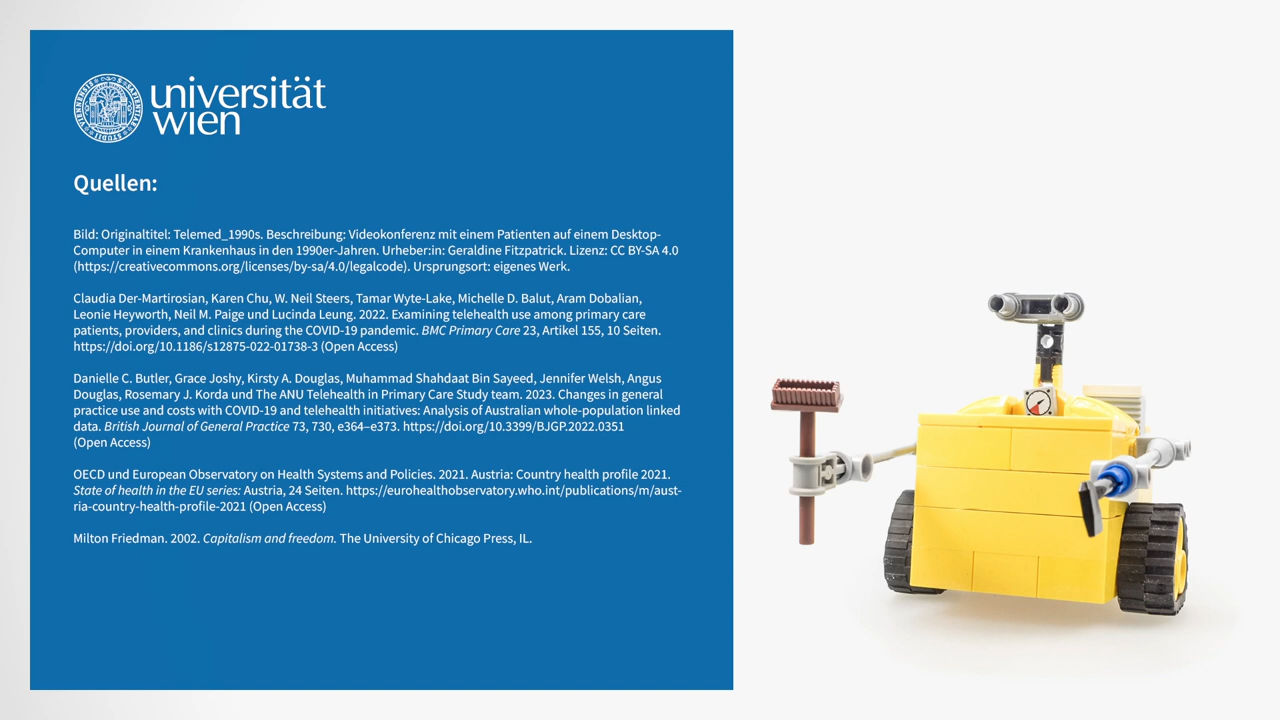 universität
wien
Quellen:
Bild: Originaltitel: Telemed_1990s. Beschreibung: Videokonferenz mit einem Patienten auf einem Desktop-
Computer in einem Krankenhaus in den 1990er-Jahren. Urheber:in: Geraldine Fitzpatrick. Lizenz: CC BY-SA 4.0
(https://creativecommons.org/licenses/by-sa/4.0/legalcode). Ursprungsort: eigenes Werk.
Claudia Der-Martirosian, Karen Chu, W. Neil Steers, Tamar Wyte-Lake, Michelle D. Balut, Aram Dobalian,
Leonie Heyworth, Neil M. Paige und Lucinda Leung. 2022. Examining telehealth use among primary care
patients, providers, and clinics during the COVID-19 pandemic. BMC Primary Care 23, Artikel 155, 10 Seiten.
https://doi.org/10.1186/s12875-022-01738-3 (Open Access)
Danielle C. Butler, Grace Joshy, Kirsty A. Douglas, Muhammad Shahdaat Bin Sayeed, Jennifer Welsh, Angus
Douglas, Rosemary J. Korda und The ANU Telehealth in Primary Care Study team. 2023. Changes in general
practice use and costs with COVID-19 and telehealth initiatives: Analysis of Australian whole-population linked
data. British Journal of General Practice 73, 730, e364–e373. https://doi.org/10.3399/BJGP.2022.0351
(Open Access)
OECD und European Observatory on Health Systems and Policies. 2021. Austria: Country health profile 2021.
State of health in the EU series: Austria, 24 Seiten. https://eurohealthobservatory.who.int/publications/m/aust-
ria-country-health-profile-2021 (Open Access)
Milton Friedman. 2002. Capitalism and freedom. The University of Chicago Press, IL.